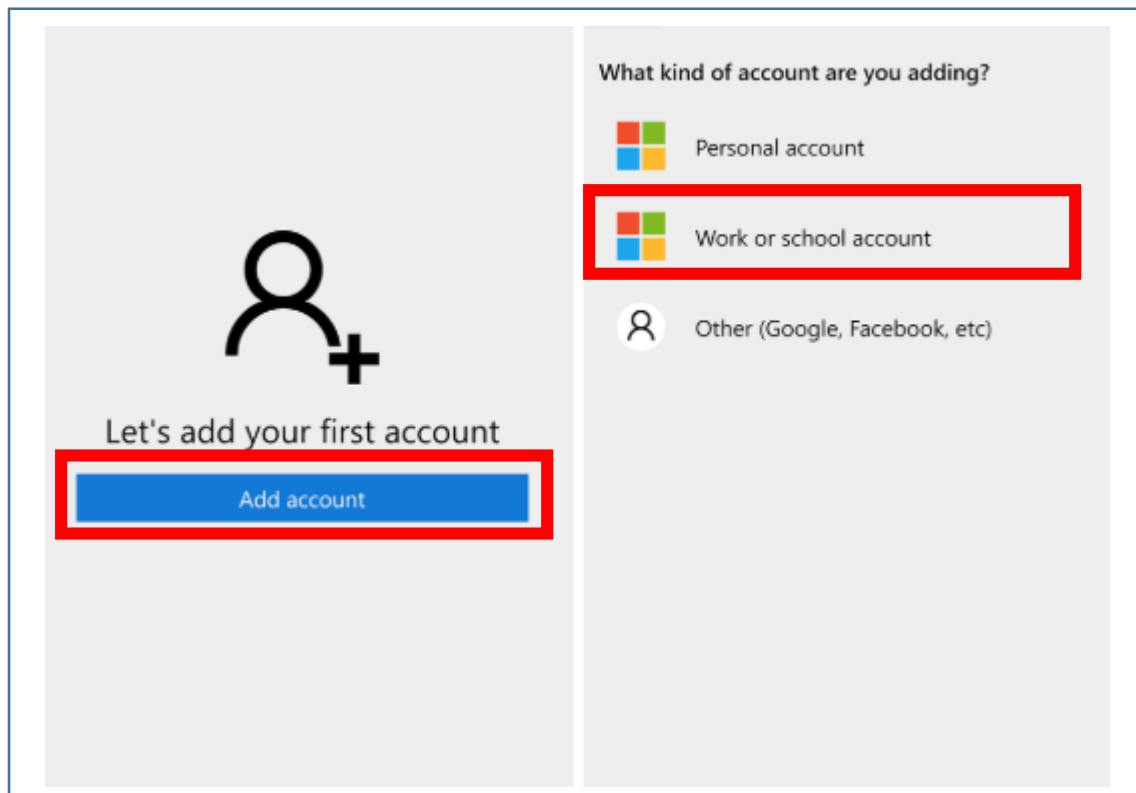 Let's add your first account
Add account
What kind of account are you adding?
Personal account
Work or school account
Other (Google, Facebook, etc)